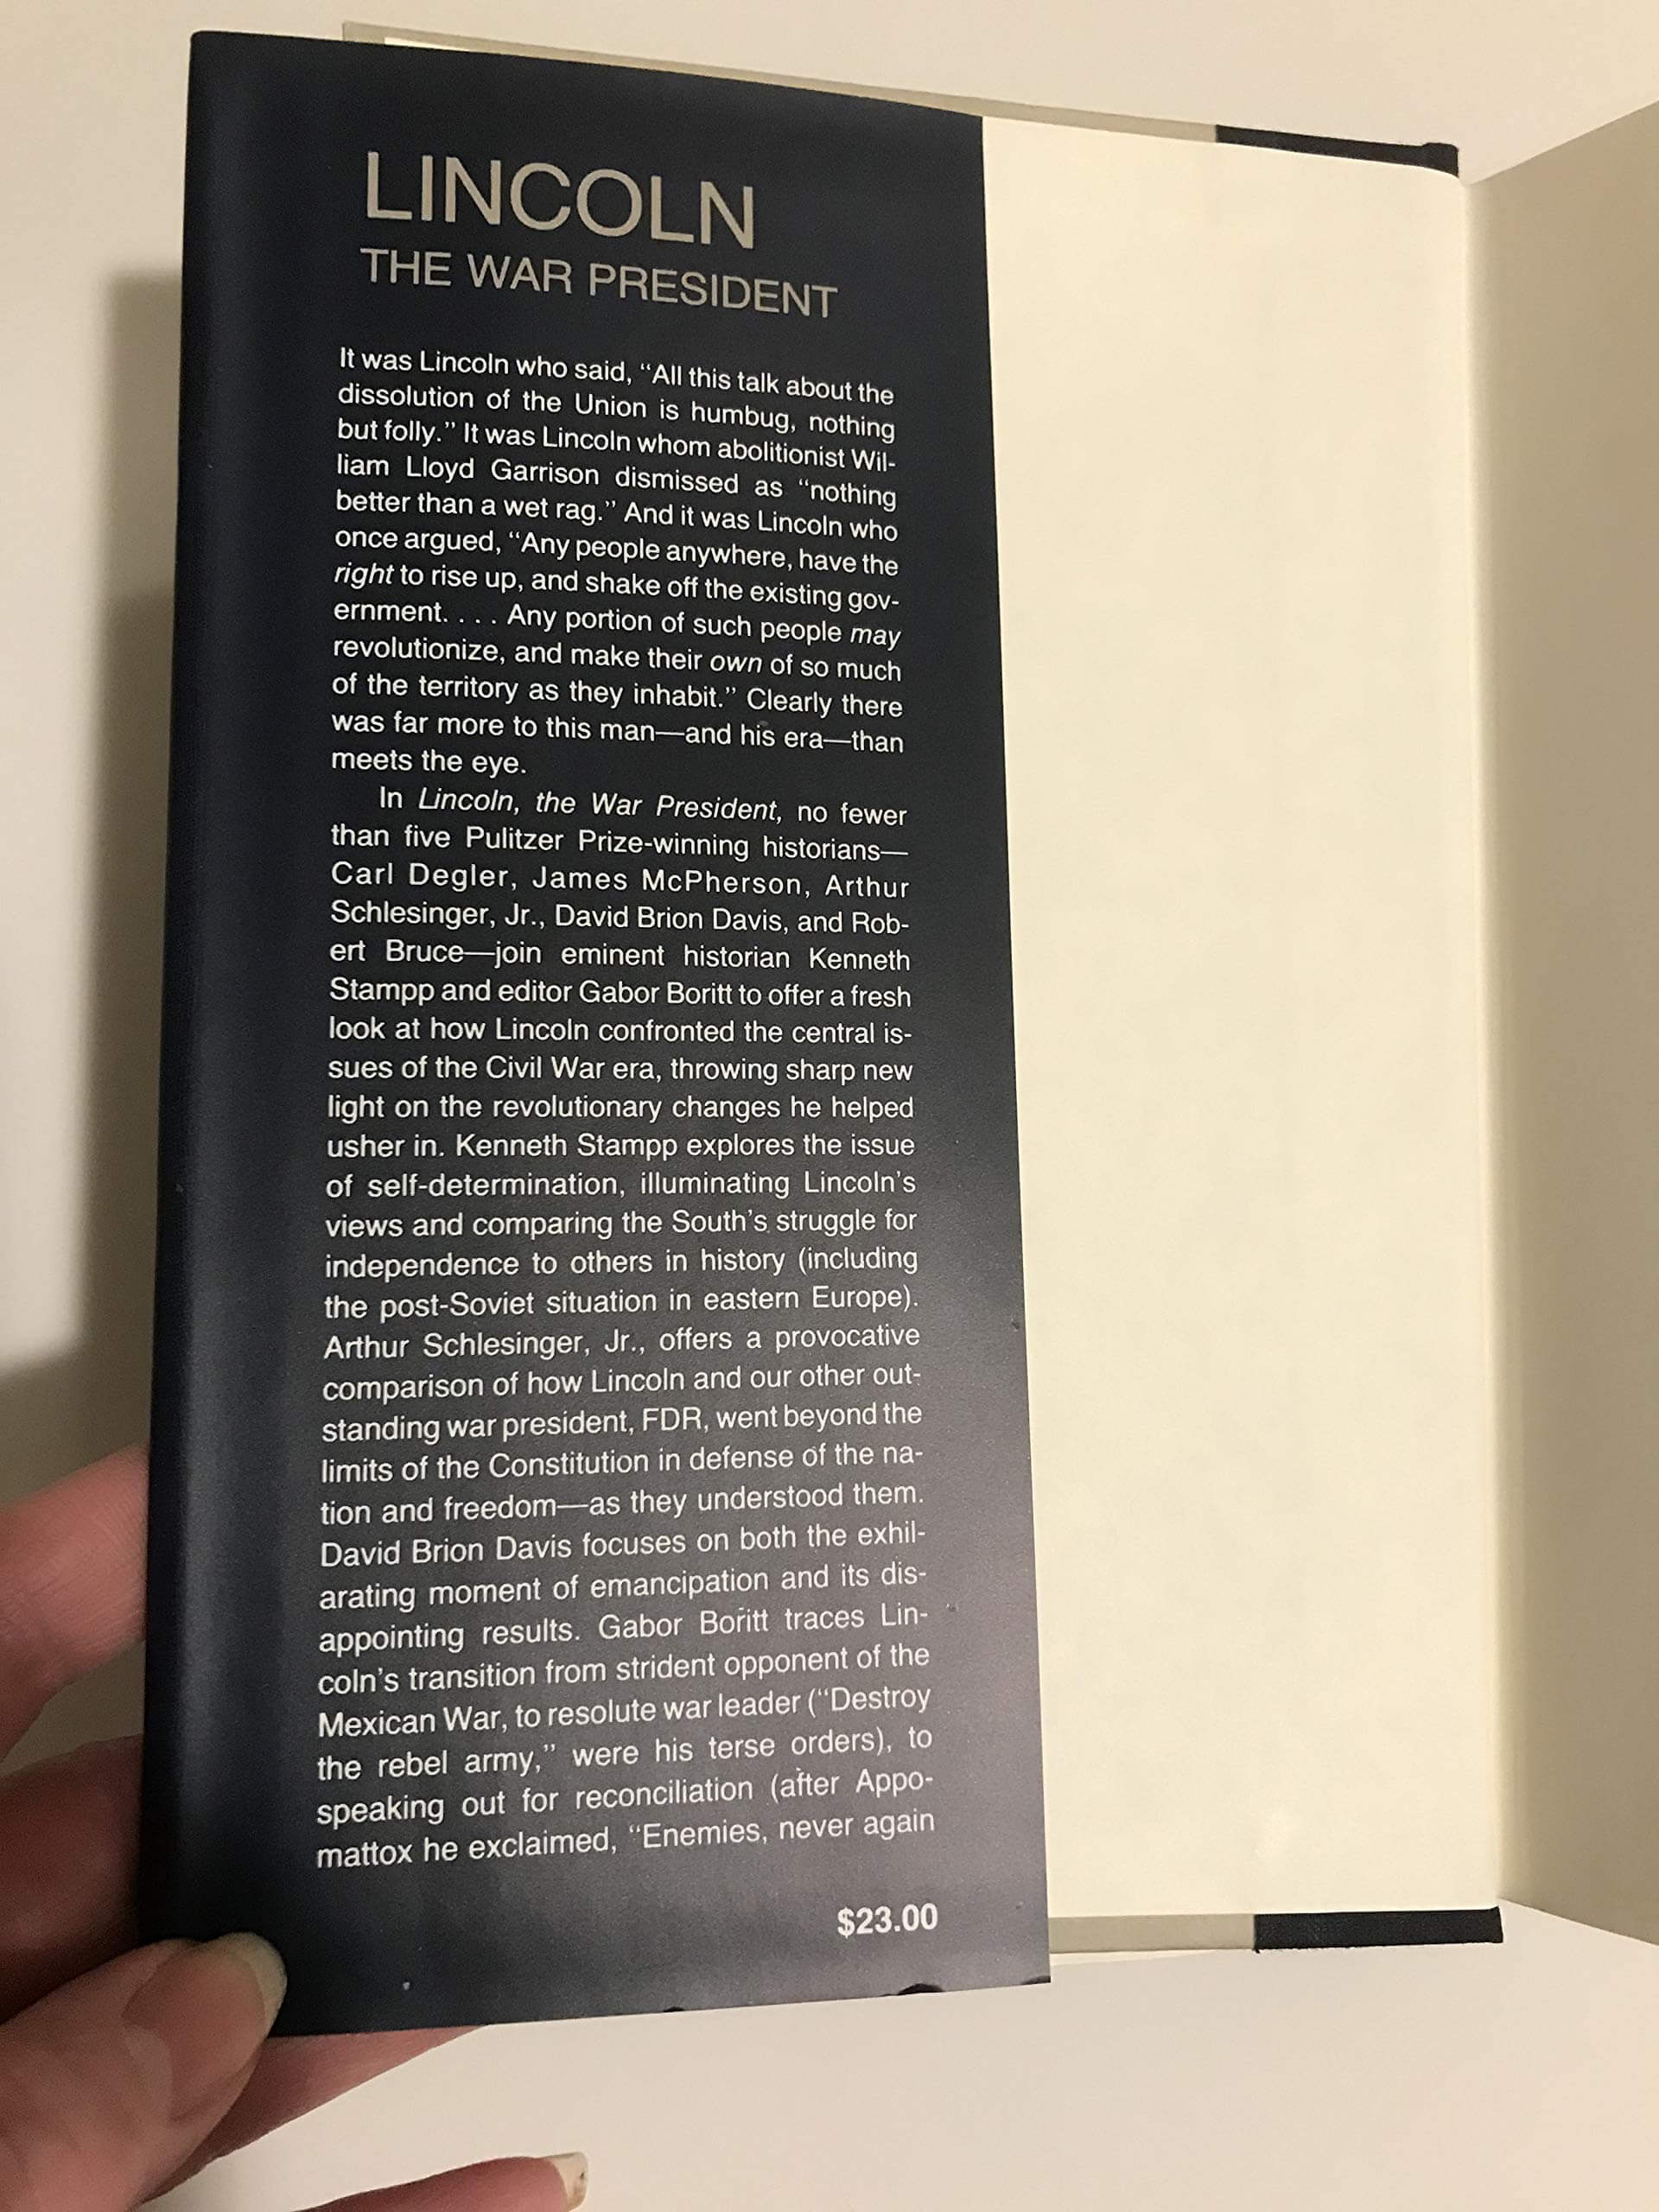 LINCOLN
THE WAR PRESIDENT
It was Lincoln who said, “All this talk about the
dissolution of the Union is humbug, nothing
but folly.” It was Lincoln whom abolitionist Wil-
liam Lloyd Garrison dismissed as “nothing
better than a wet rag.” And it was Lincoln who
once argued, “Any people anywhere, have the
right to rise up, and shake off the existing gov-
ernment. . . . Any portion of such people may
revolutionize, and make their own of so much
of the territory as they inhabit.” Clearly there
was far more to this man—and his era—than
meets the eye.
In Lincoln, the War President, no fewer
than five Pulitzer Prize-winning historians—
Carl Degler, James McPherson, Arthur
Schlesinger, Jr., David Brion Davis, and Rob-
ert Bruce—join eminent historian Kenneth
Stampp and editor Gabor Boritt to offer a fresh
look at how Lincoln confronted the central is-
sues of the Civil War era, throwing sharp new
light on the revolutionary changes he helped
usher in. Kenneth Stampp explores the issue
of self-determination, illuminating Lincoln’s
views and comparing the South’s struggle for
independence to others in history (including
the post-Soviet situation in eastern Europe).
Arthur Schlesinger, Jr., offers a provocative
comparison of how Lincoln and our other out-
standing war president, FDR, went beyond the
limits of the Constitution in defense of the na-
tion and freedom—as they understood them.
David Brion Davis focuses on both the exhil-
arating moment of emancipation and its dis-
appointing results. Gabor Boritt traces Lin-
coln’s transition from strident opponent of the
Mexican War, to resolute war leader (“Destroy
the rebel army,” were his terse orders), to
speaking out for reconciliation (after Appo-
mattox he exclaimed, “Enemies, never again
$23.00